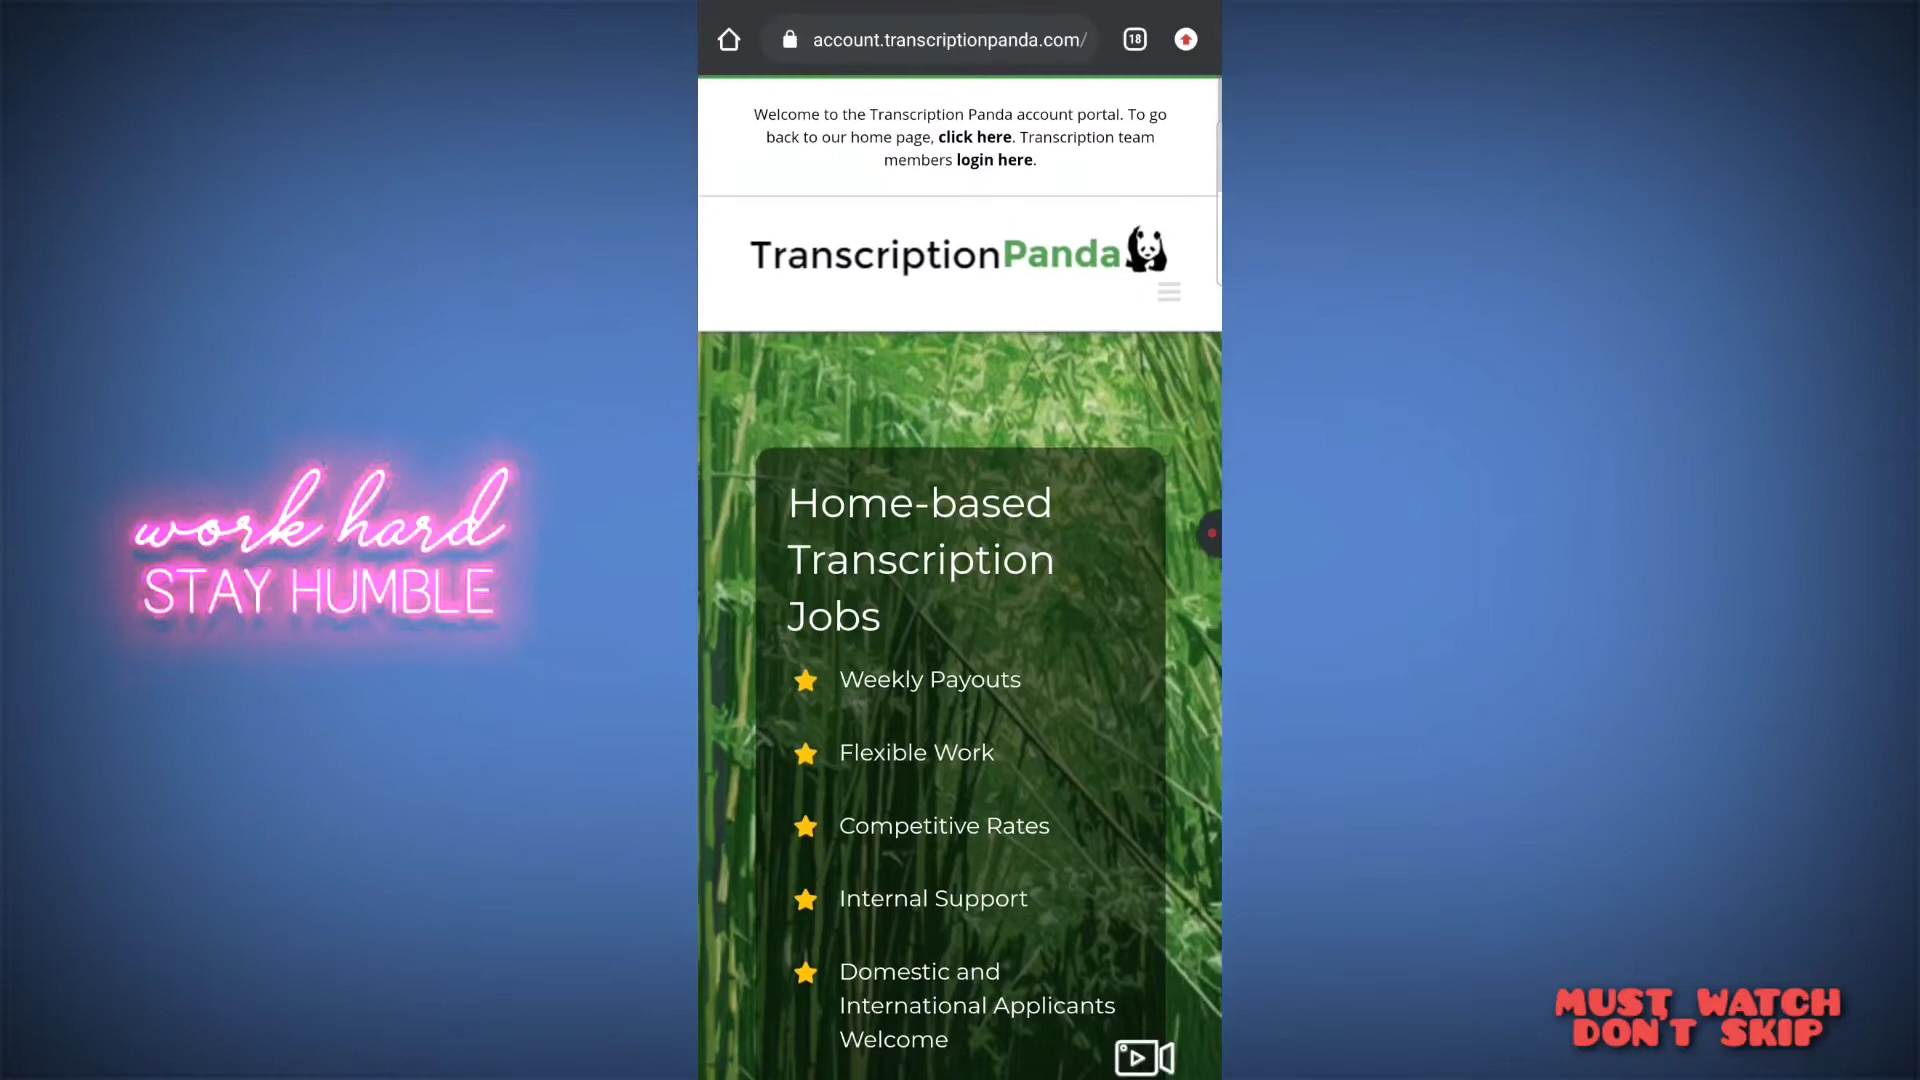 account.transcriptionpanda.com/
18
Welcome to the Transcription Panda account portal. To go
back to our home page, click here. Transcription team
members login here.
TranscriptionPanda
Home-based
Transcription
Jobs
Weekly Payouts
Flexible Work
Competitive Rates
Internal Support
Domestic and
International Applicants
Welcome
work hard
STAY HUMBLE
MUST WATCH
DON'T SKIP